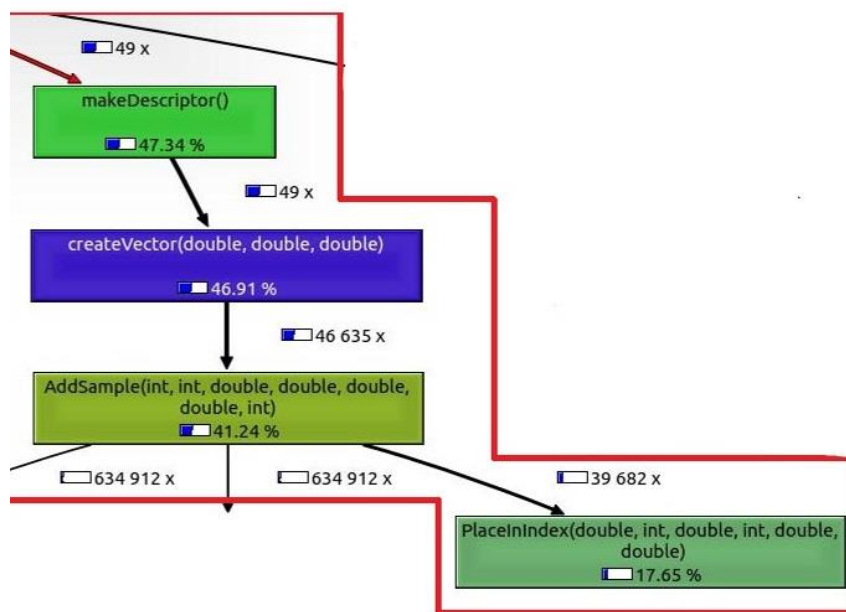 49 x
makeDescriptor()
47.34 %
49 x
createVector(double, double, double)
46.91 %
46 635 x
AddSample(int, int, double, double, double,
double, int)
41.24 %
634 912 x
634 912 x
39 682 x
PlaceInIndex(double, int, double, int, double,
double)
17.65 %